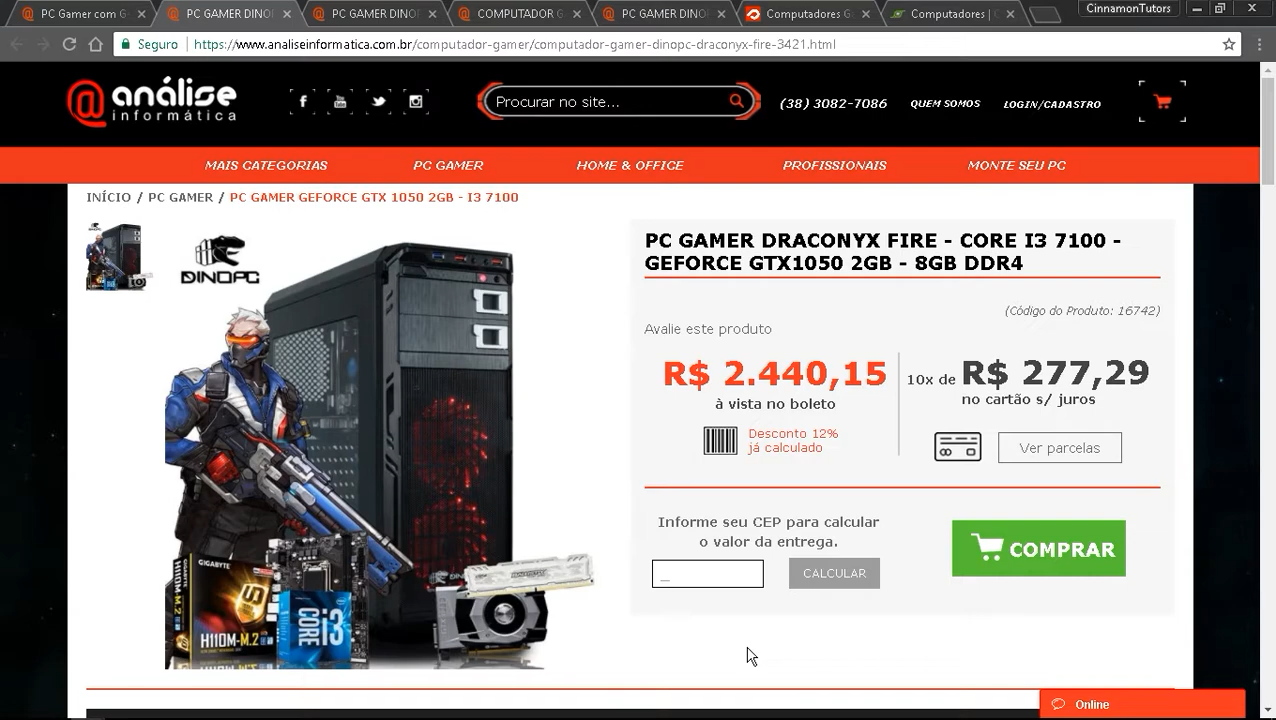 PC Gamer com
PC GAMER DINO
PC GAMER DINO
COMPUTADOR G
PC GAMER DINO
Computadores G
Computadores | C
CinnamonTutors
Seguro
https://www.analiseinformatica.com.br/computador-gamer/computador-gamer-dinopc-draconyx-fire-3421.html
@análise
informática
Procurar no site...
(38) 3082-7086
QUEM SOMOS
LOGIN/CADASTRO
MAIS CATEGORIAS
PC GAMER
HOME & OFFICE
PROFISSIONAIS
MONTE SEU PC
INÍCIO / PC GAMER / PC GAMER GEFORCE GTX 1050 2GB - I3 7100
DINOPC
PC GAMER DRACONYX FIRE - CORE I3 7100 -
GEFORCE GTX1050 2GB - 8GB DDR4
(Código do Produto: 16742)
Avalie este produto
R$ 2.440,15
à vista no boleto
Desconto 12%
já calculado
10x de R$ 277,29
no cartão s/ juros
Ver parcelas
Informe seu CEP para calcular
o valor da entrega.
CALCULAR
COMPRAR
GIGABYTE
H110M-M.2
CORE i3
Online